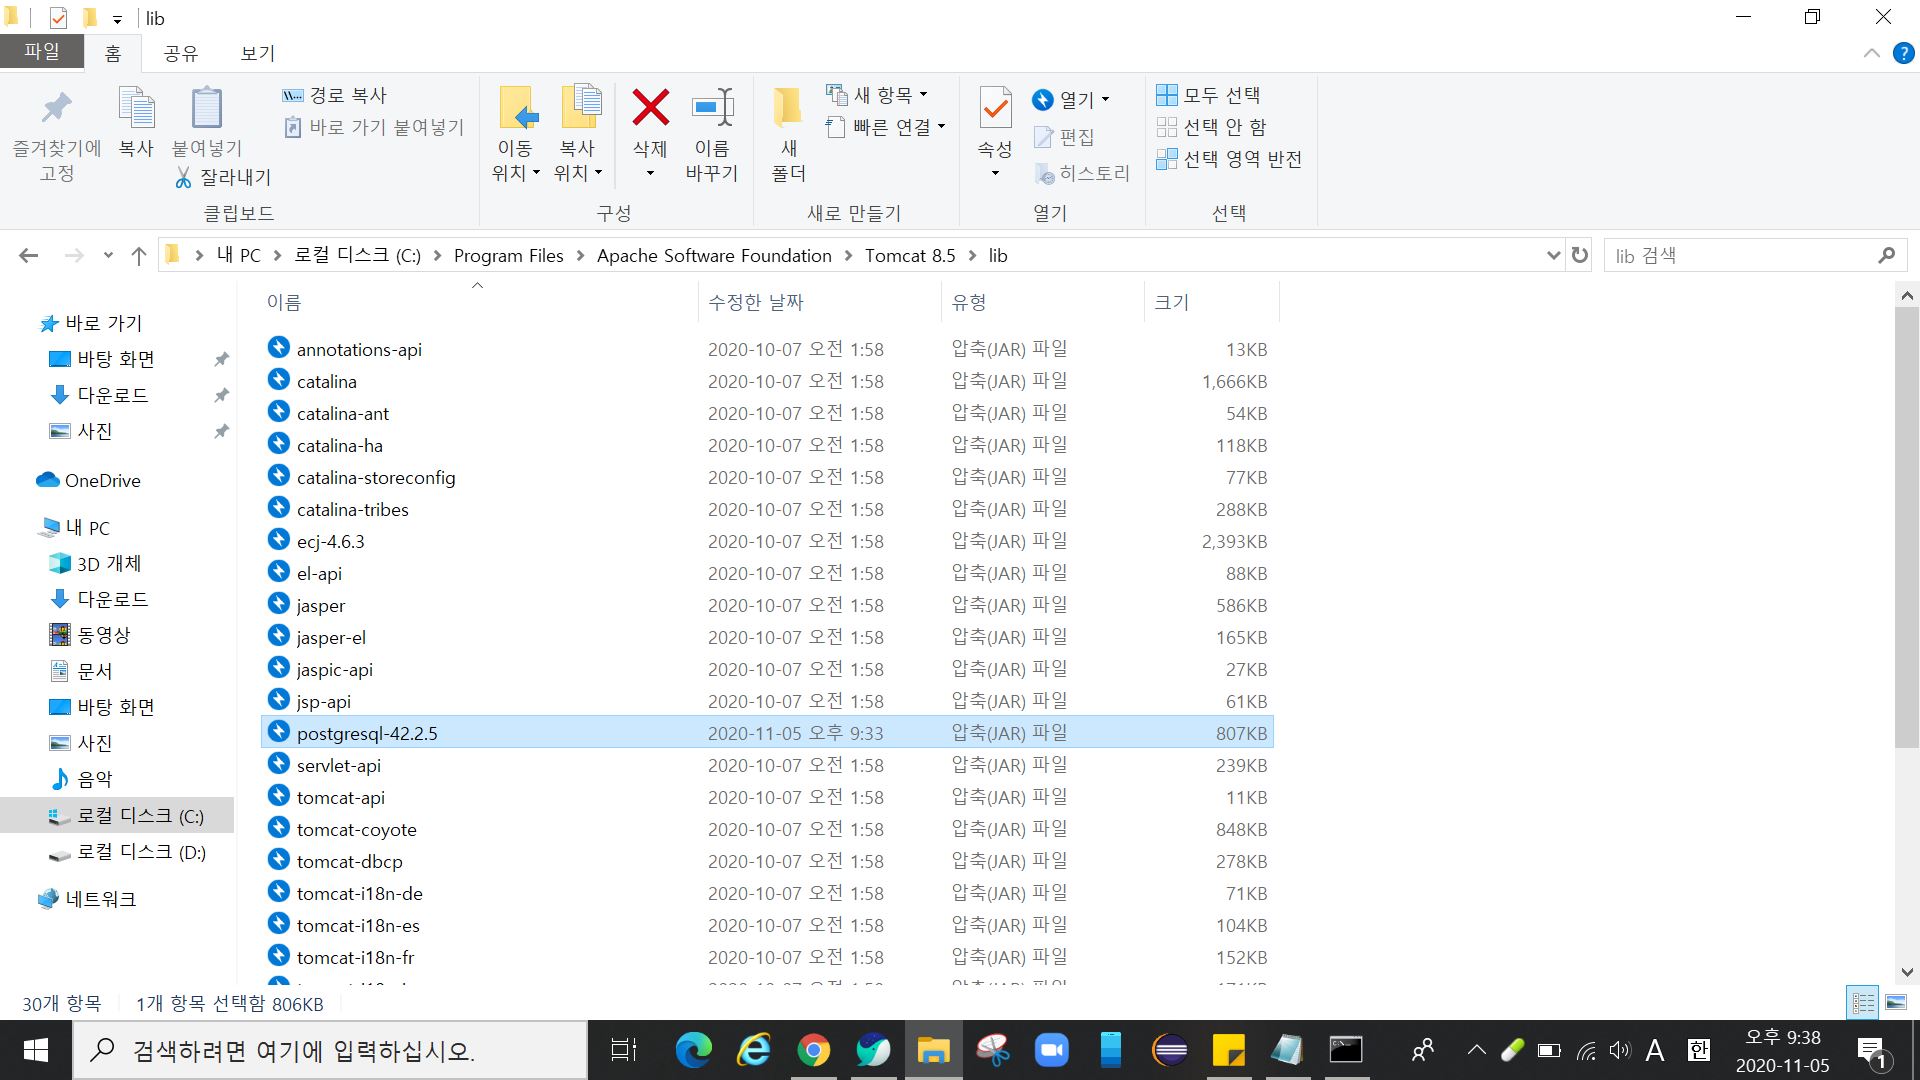 lib
파일 홈 공유 보기
즐겨찾기에 고정
복사
붙여넣기
경로 복사
바로 가기 붙여넣기
잘라내기
클립보드
이동 위치
복사 위치
삭제
이름 바꾸기
구성
새 폴더
새 항목
빠른 연결
새로 만들기
속성
열기
편집
히스토리
열기
모두 선택
선택 안 함
선택 영역 반전
선택
내 PC > 로컬 디스크 (C:) > Program Files > Apache Software Foundation > Tomcat 8.5 > lib
lib 검색
바로 가기
바탕 화면
다운로드
사진
OneDrive
내 PC
3D 개체
다운로드
동영상
문서
바탕 화면
사진
음악
로컬 디스크 (C:)
로컬 디스크 (D:)
네트워크
이름 수정한 날짜 유형 크기
annotations-api 2020-10-07 오전 1:58 압축(JAR) 파일 13KB
catalina 2020-10-07 오전 1:58 압축(JAR) 파일 1,666KB
catalina-ant 2020-10-07 오전 1:58 압축(JAR) 파일 54KB
catalina-ha 2020-10-07 오전 1:58 압축(JAR) 파일 118KB
catalina-storeconfig 2020-10-07 오전 1:58 압축(JAR) 파일 77KB
catalina-tribes 2020-10-07 오전 1:58 압축(JAR) 파일 288KB
ecj-4.6.3 2020-10-07 오전 1:58 압축(JAR) 파일 2,393KB
el-api 2020-10-07 오전 1:58 압축(JAR) 파일 88KB
jasper 2020-10-07 오전 1:58 압축(JAR) 파일 586KB
jasper-el 2020-10-07 오전 1:58 압축(JAR) 파일 165KB
jaspic-api 2020-10-07 오전 1:58 압축(JAR) 파일 27KB
jsp-api 2020-10-07 오전 1:58 압축(JAR) 파일 61KB
postgresql-42.2.5 2020-11-05 오후 9:33 압축(JAR) 파일 807KB
servlet-api 2020-10-07 오전 1:58 압축(JAR) 파일 239KB
tomcat-api 2020-10-07 오전 1:58 압축(JAR) 파일 11KB
tomcat-coyote 2020-10-07 오전 1:58 압축(JAR) 파일 848KB
tomcat-dbcp 2020-10-07 오전 1:58 압축(JAR) 파일 278KB
tomcat-i18n-de 2020-10-07 오전 1:58 압축(JAR) 파일 71KB
tomcat-i18n-es 2020-10-07 오전 1:58 압축(JAR) 파일 104KB
tomcat-i18n-fr 2020-10-07 오전 1:58 압축(JAR) 파일 152KB
30개 항목 1개 항목 선택함 806KB
검색하려면 여기에 입력하십시오.
A 한
오후 9:38
2020-11-05
1